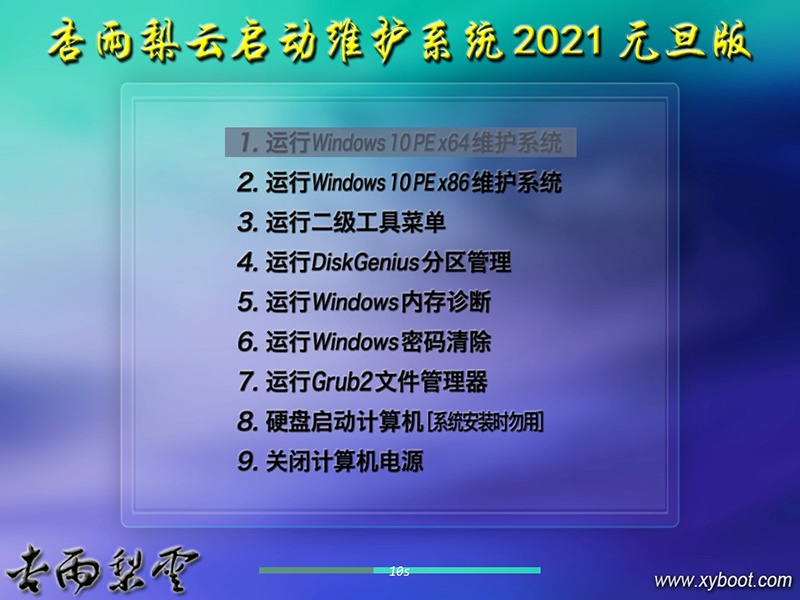 杏雨梨云启动维护系统2021 元旦版
1. 运行Windows 10 PE x64维护系统
2. 运行Windows 10 PE x86维护系统
3. 运行二级工具菜单
4. 运行DiskGenius分区管理
5. 运行Windows内存诊断
6. 运行Windows密码清除
7. 运行Grub2文件管理器
8. 硬盘启动计算机[系统安装时勿用]
9. 关闭计算机电源
杏雨梨雲
10s
www.xyboot.com